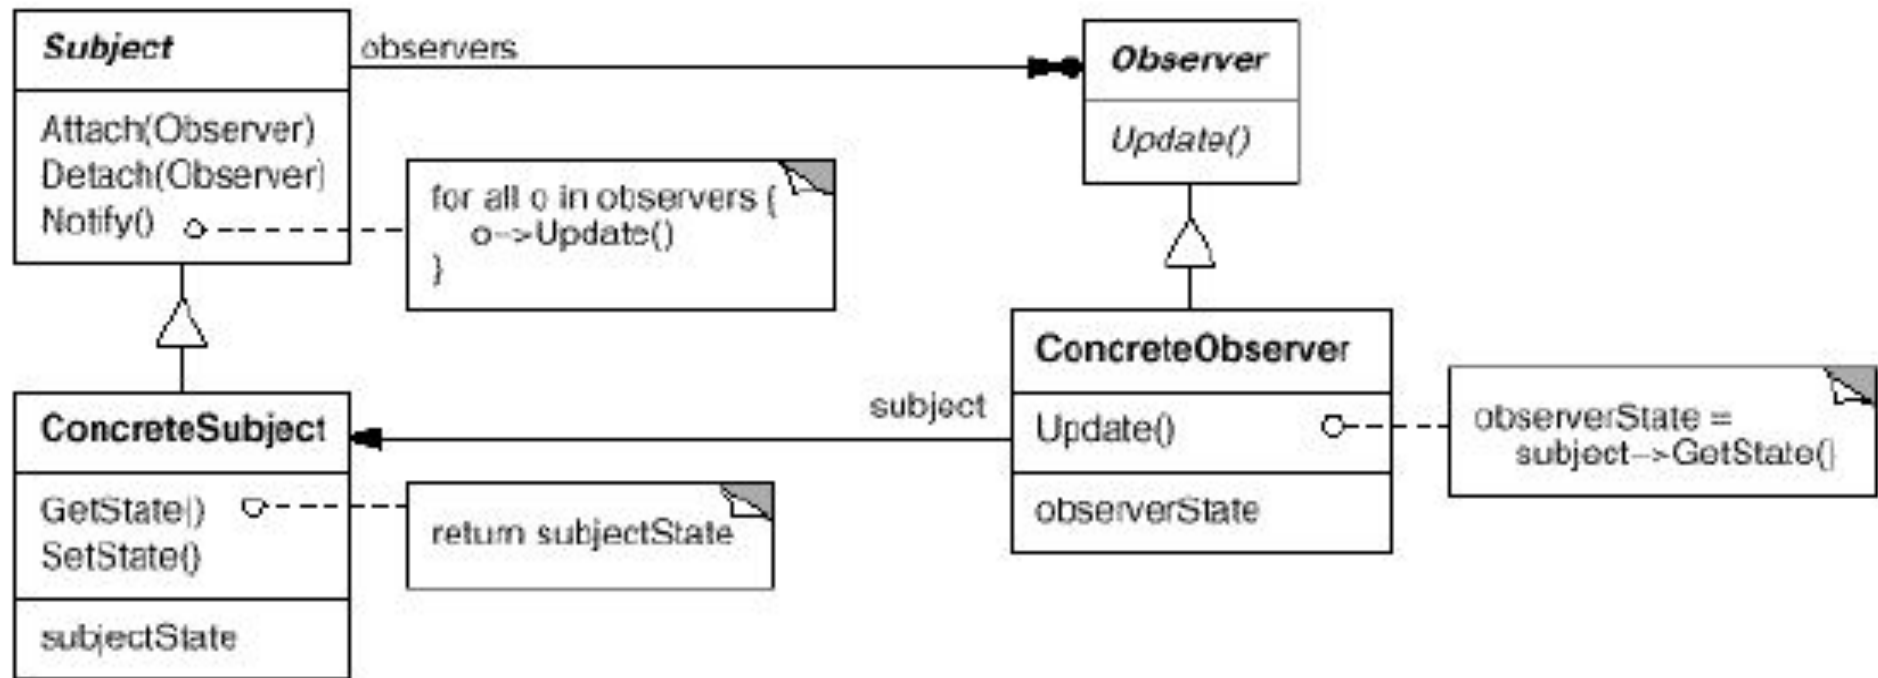 Subject
observers
Attach(Observer)
Detach(Observer)
Notify()
for all o in observers {
o->Update()
}
Observer
Update()
ConcreteSubject
GetState()
SetState()
subjectState
return subjectState
subject
ConcreteObserver
Update()
observerState
observerState =
subject->GetState()